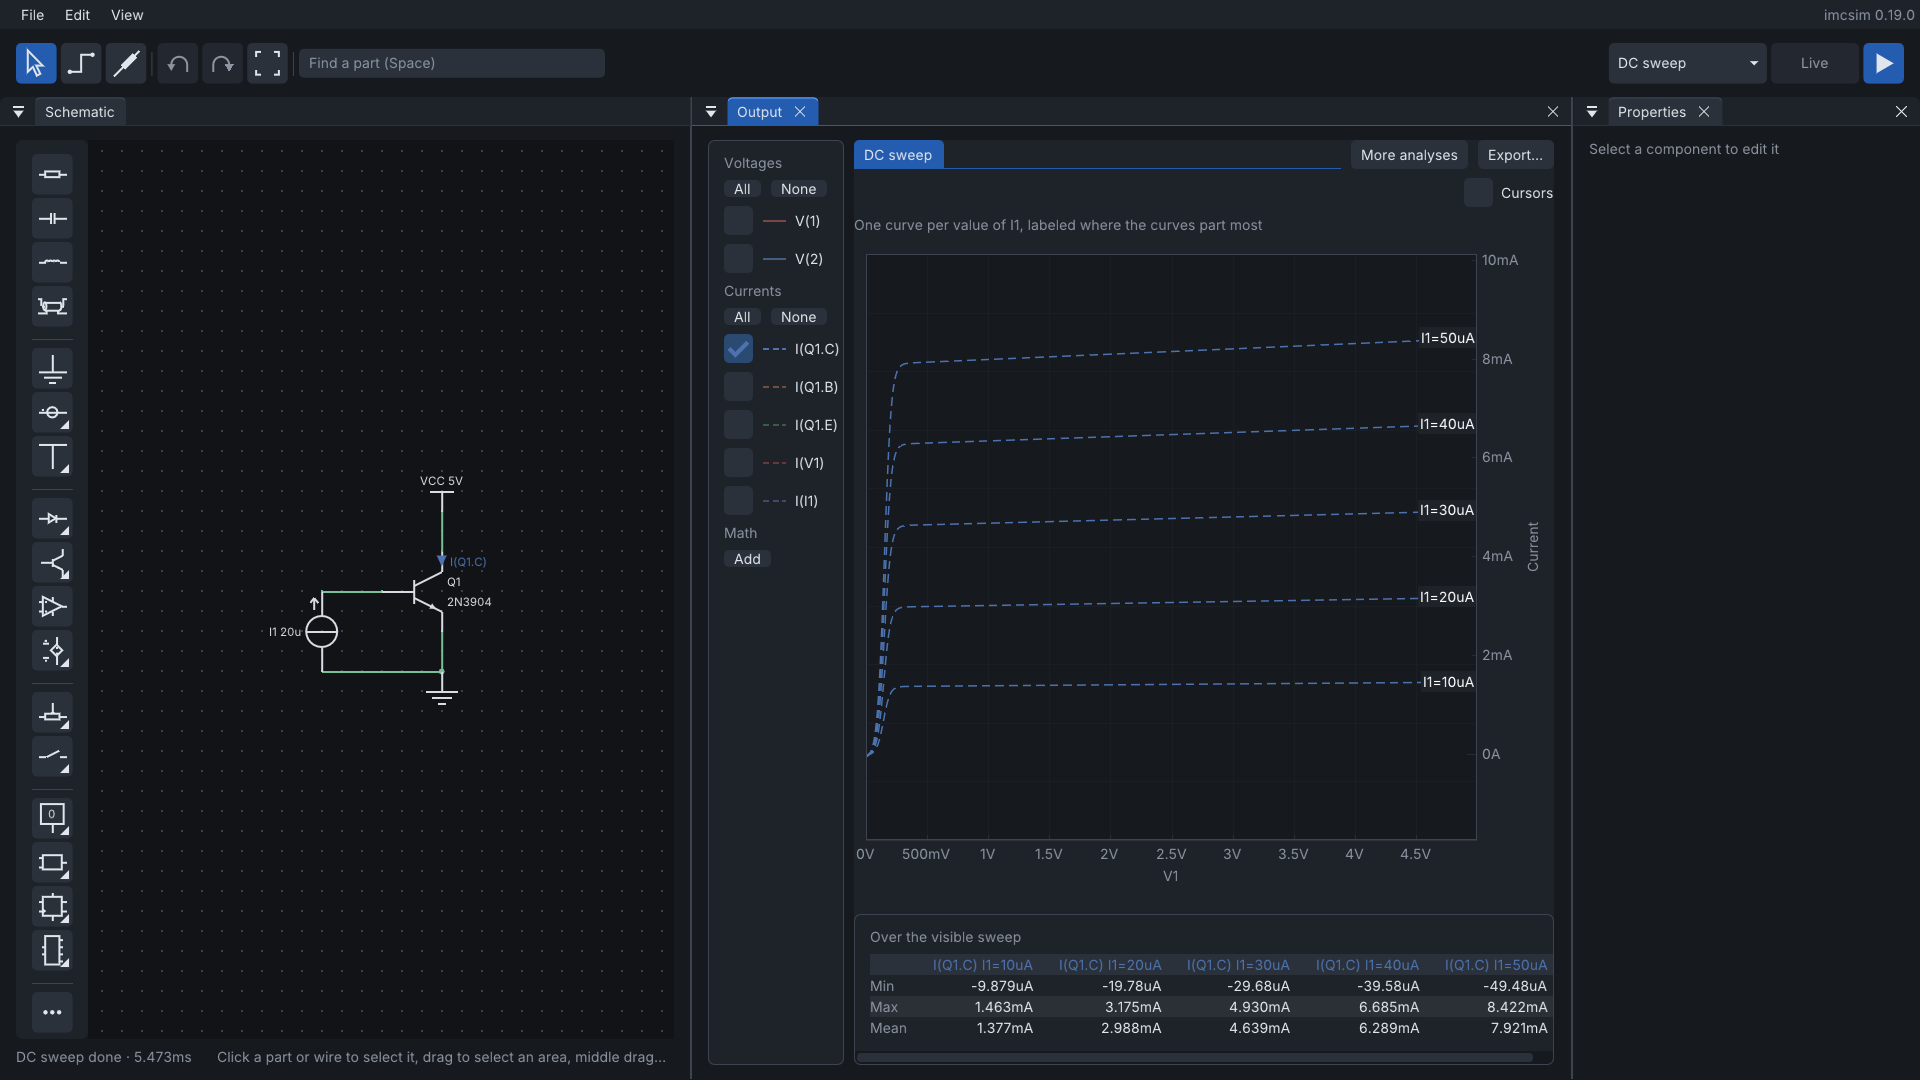 File Edit View imcsim 0.19.0
Find a part (Space) DC sweep Live
Schematic
Output
Properties
Select a component to edit it
Voltages
All None
V(1)
V(2)
Currents
All None
I(Q1.C)
I(Q1.B)
I(Q1.E)
I(V1)
I(I1)
Math
Add
DC sweep More analyses Export...
Cursors
One curve per value of I1, labeled where the curves part most
10mA
8mA
6mA
4mA
2mA
0A
Current
I1=50uA
I1=40uA
I1=30uA
I1=20uA
I1=10uA
0V 500mV 1V 1.5V 2V 2.5V 3V 3.5V 4V 4.5V
V1
VCC 5V
I(Q1.C)
Q1
2N3904
I1 20u
0
Over the visible sweep
I(Q1.C) I1=10uA I(Q1.C) I1=20uA I(Q1.C) I1=30uA I(Q1.C) I1=40uA I(Q1.C) I1=50uA
Min -9.879uA -19.78uA -29.68uA -39.58uA -49.48uA
Max 1.463mA 3.175mA 4.930mA 6.685mA 8.422mA
Mean 1.377mA 2.988mA 4.639mA 6.289mA 7.921mA
DC sweep done · 5.473ms Click a part or wire to select it, drag to select an area, middle drag...